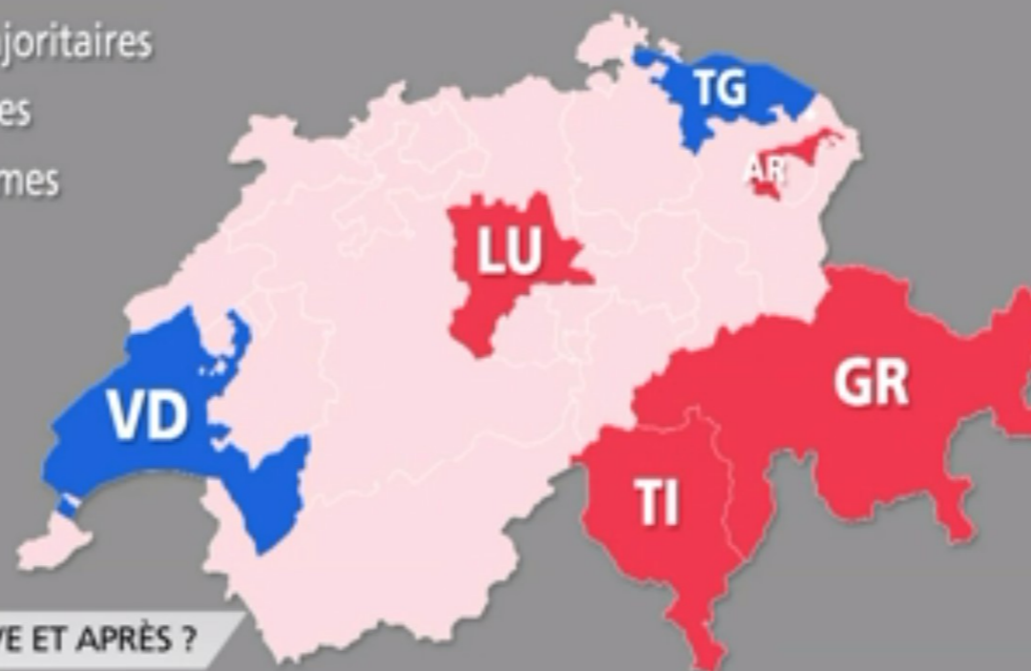 joritaires
es
mes
TG
AR
LU
GR
VD
TI
VE ET APRÈS ?